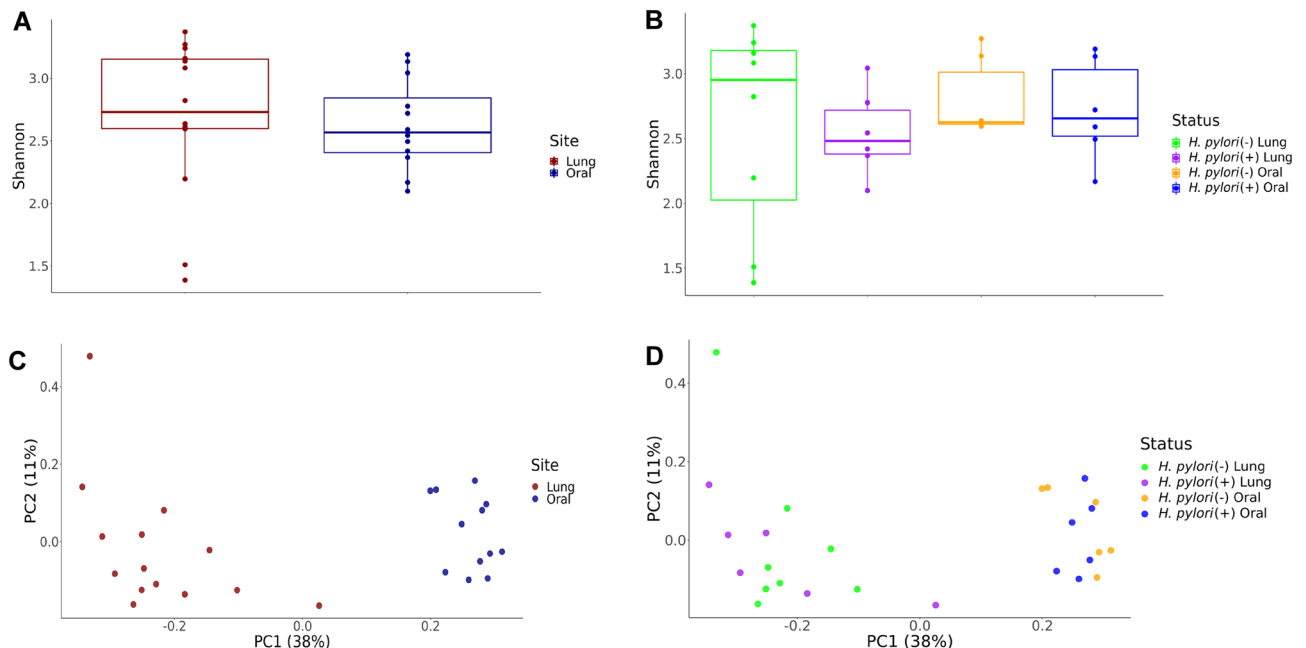 A
Shannon
3.0
2.5
2.0
1.5
Site
Lung
Oral
B
Shannon
3.0
2.5
2.0
1.5
Status
H. pylori(-) Lung
H. pylori(+) Lung
H. pylori(-) Oral
H. pylori(+) Oral
C
PC2 (11%)
0.4
0.2
0.0
-0.2
0.0
0.2
PC1 (38%)
Site
Lung
Oral
D
PC2 (11%)
0.4
0.2
0.0
-0.2
0.0
0.2
PC1 (38%)
Status
H. pylori(-) Lung
H. pylori(+) Lung
H. pylori(-) Oral
H. pylori(+) Oral